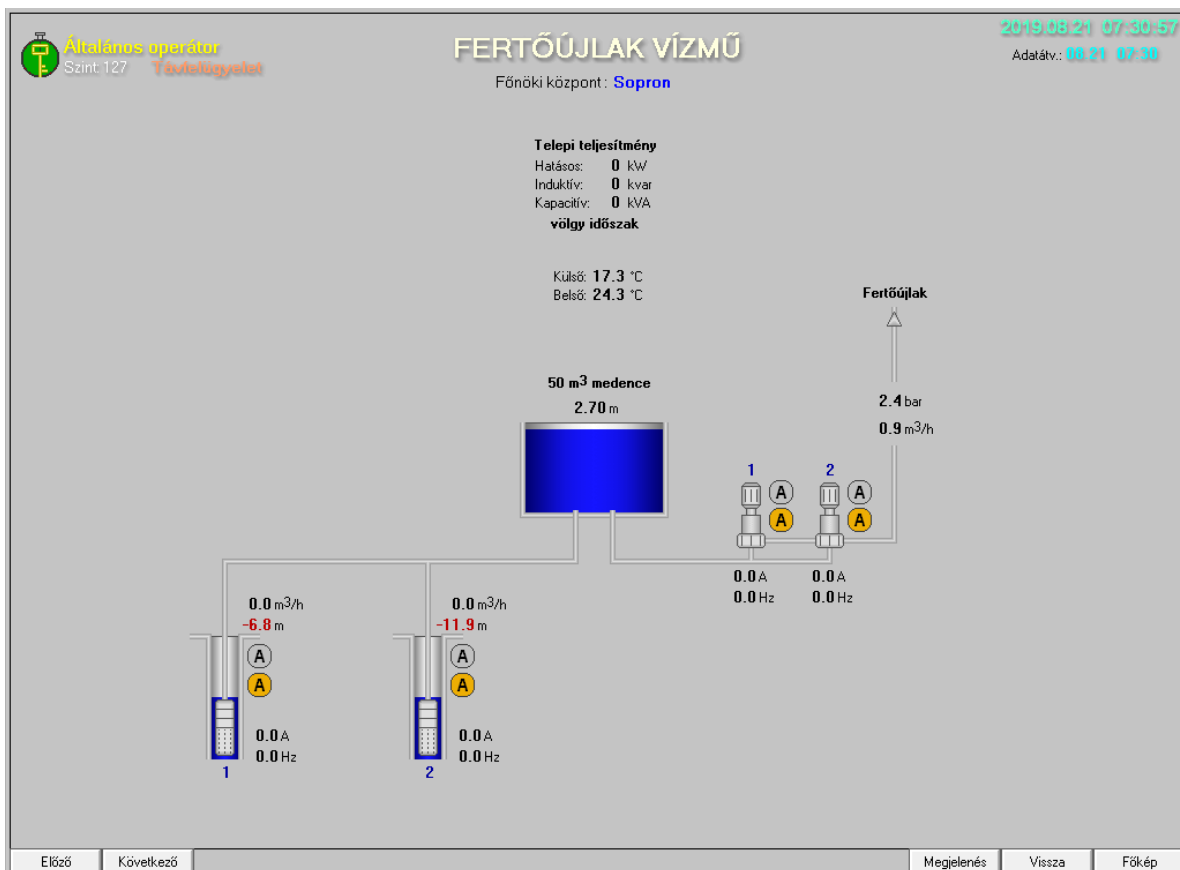 Általános operátor
Szint: 127 Távfelügyelet
FERTŐÚJLAK VÍZMŰ
Főnöki központ: Sopron
2019.08.21 07:30:57
Adatátv.: 08.21 07:30
Telepi teljesítmény
Hatásos: 0 kW
Induktív: 0 kvar
Kapacitív: 0 kVA
völgy időszak
Külső: 17.3 °C
Belső: 24.3 °C
Fertőújlak
50 m3 medence
2.70 m
2.4 bar
0.9 m3/h
1 2
A A
A A
0.0 A 0.0 A
0.0 Hz 0.0 Hz
0.0 m3/h 0.0 m3/h
-6.8 m -11.9 m
A A
A A
0.0 A 0.0 A
0.0 Hz 0.0 Hz
1 2
Előző Következő Megjelenés Vissza Főkép